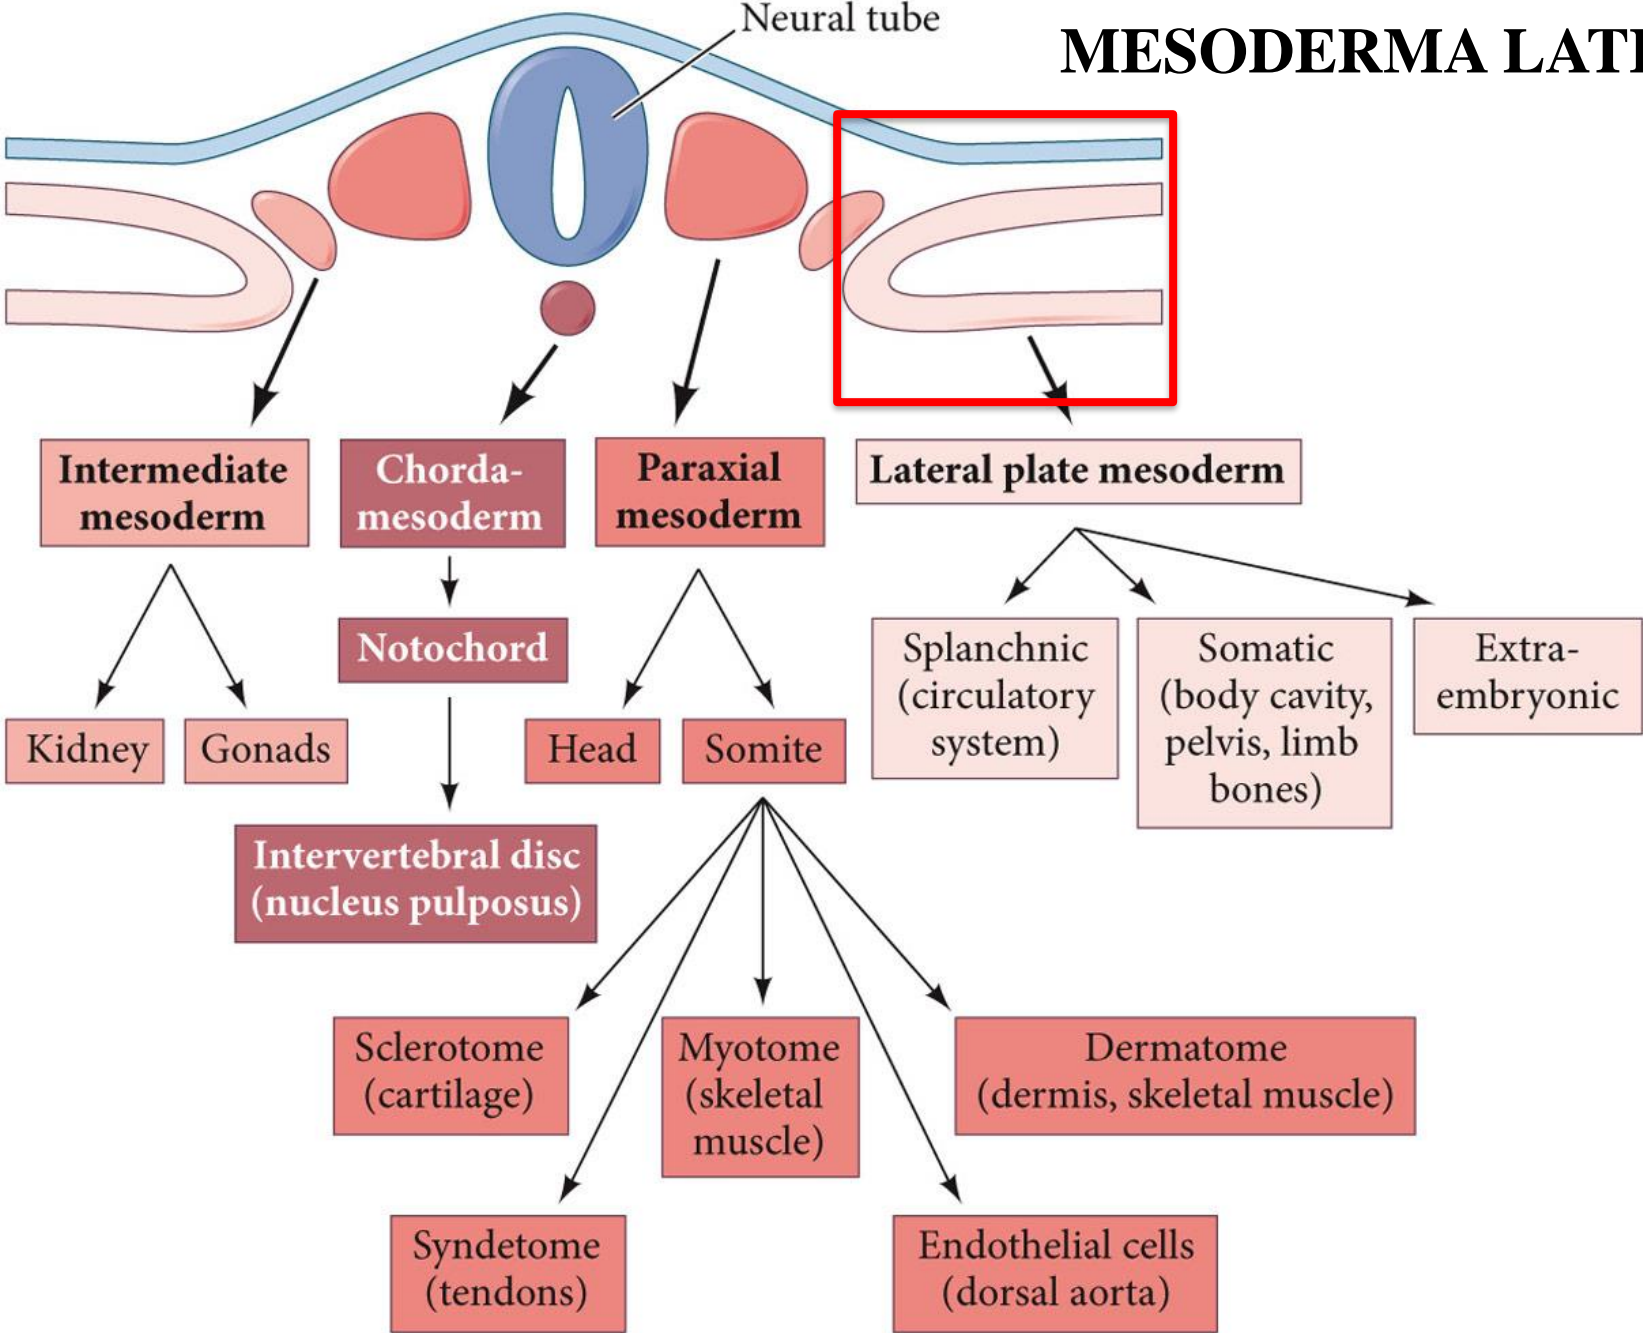 Neural tube
MESODERMA
Intermediate
mesoderm
Chorda-
mesoderm
Paraxial
mesoderm
Lateral plate mesoderm
Notochord
Splanchnic
(circulatory
system)
Somatic
(body cavity,
pelvis, limb
bones)
Extra-
embryonic
Kidney
Gonads
Head
Somite
Intervertebral disc
(nucleus pulposus)
Sclerotome
(cartilage)
Myotome
(skeletal
muscle)
Dermatome
(dermis, skeletal muscle)
Syndetome
(tendons)
Endothelial cells
(dorsal aorta)